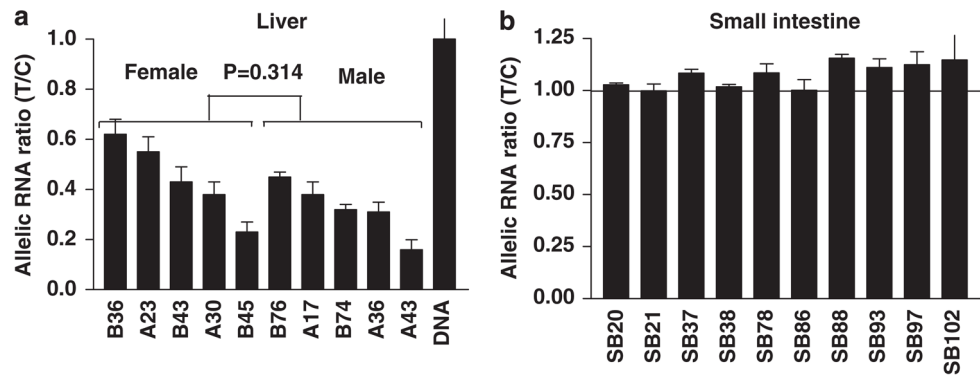 a
Liver
Allelic RNA ratio (T/C)
1.0
0.8
0.6
0.4
0.2
0.0
Female
P=0.314
Male
B36
A23
B43
A30
B45
B76
A17
B74
A36
A43
DNA
b
Small intestine
Allelic RNA ratio (T/C)
1.25
1.00
0.75
0.50
0.25
0.00
SB20
SB21
SB37
SB38
SB78
SB86
SB88
SB93
SB97
SB102